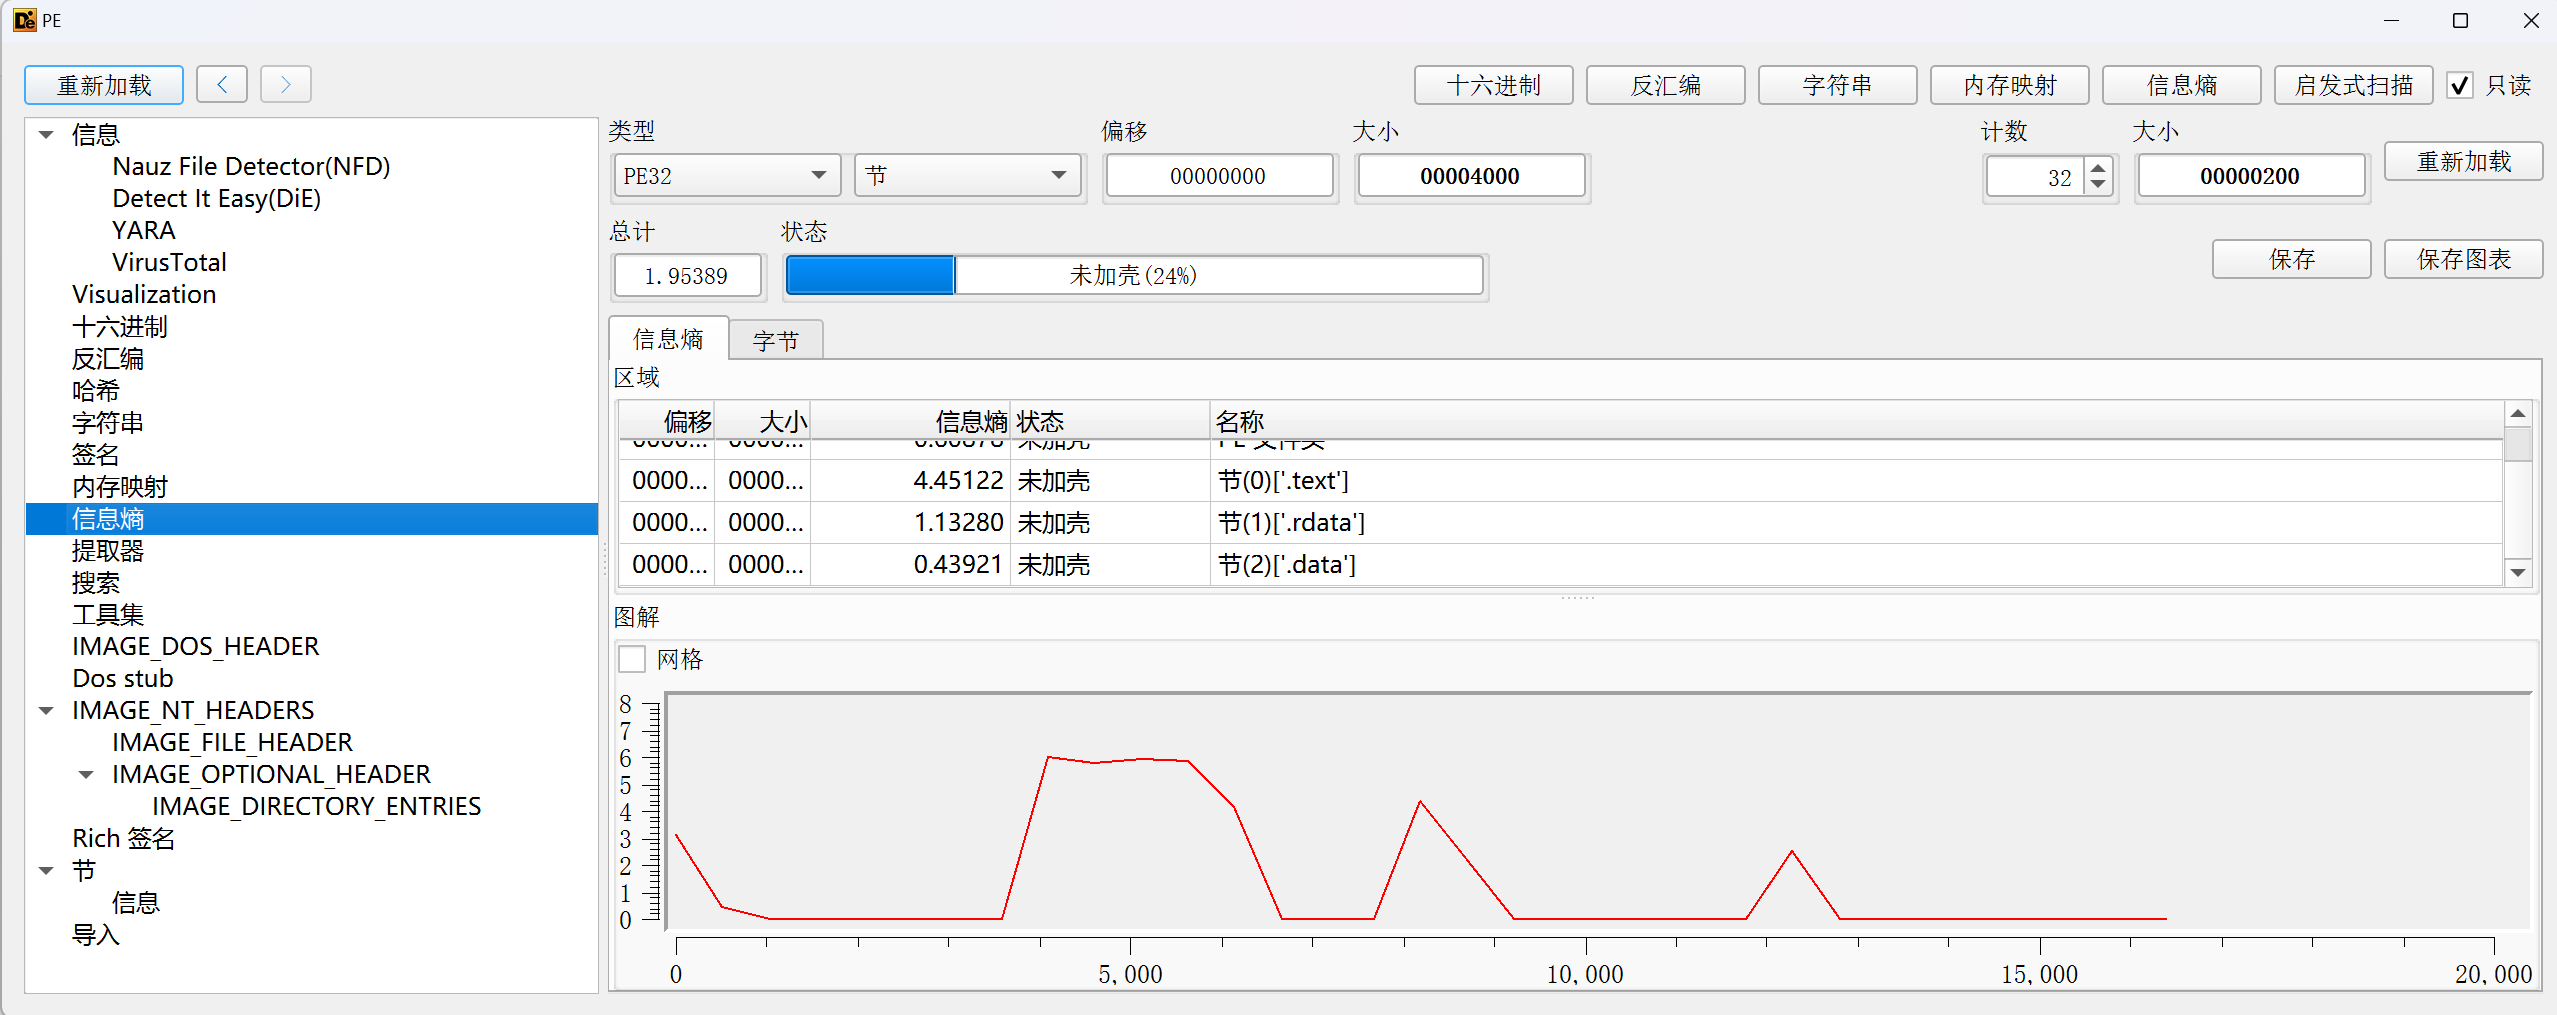 PE
重新加载
十六进制 反汇编 字符串 内存映射 信息熵 启发式扫描 只读
信息
Nauz File Detector(NFD)
Detect It Easy(DiE)
YARA
VirusTotal
Visualization
十六进制
反汇编
哈希
字符串
签名
内存映射
信息熵
提取器
搜索
工具集
IMAGE_DOS_HEADER
Dos stub
IMAGE_NT_HEADERS
IMAGE_FILE_HEADER
IMAGE_OPTIONAL_HEADER
IMAGE_DIRECTORY_ENTRIES
Rich 签名
节
信息
导入
类型 偏移 大小 计数 大小
PE32 节 00000000 00004000 32 00000200 重新加载
总计 状态
1.95389 未加壳(24%) 保存 保存图表
信息熵 字节
区域
偏移 大小 信息熵 状态 名称
0000... 0000... 4.45122 未加壳 节(0)['.text']
0000... 0000... 1.13280 未加壳 节(1)['.rdata']
0000... 0000... 0.43921 未加壳 节(2)['.data']
图解
网格
8
7
6
5
4
3
2
1
0
0 5,000 10,000 15,000 20,000